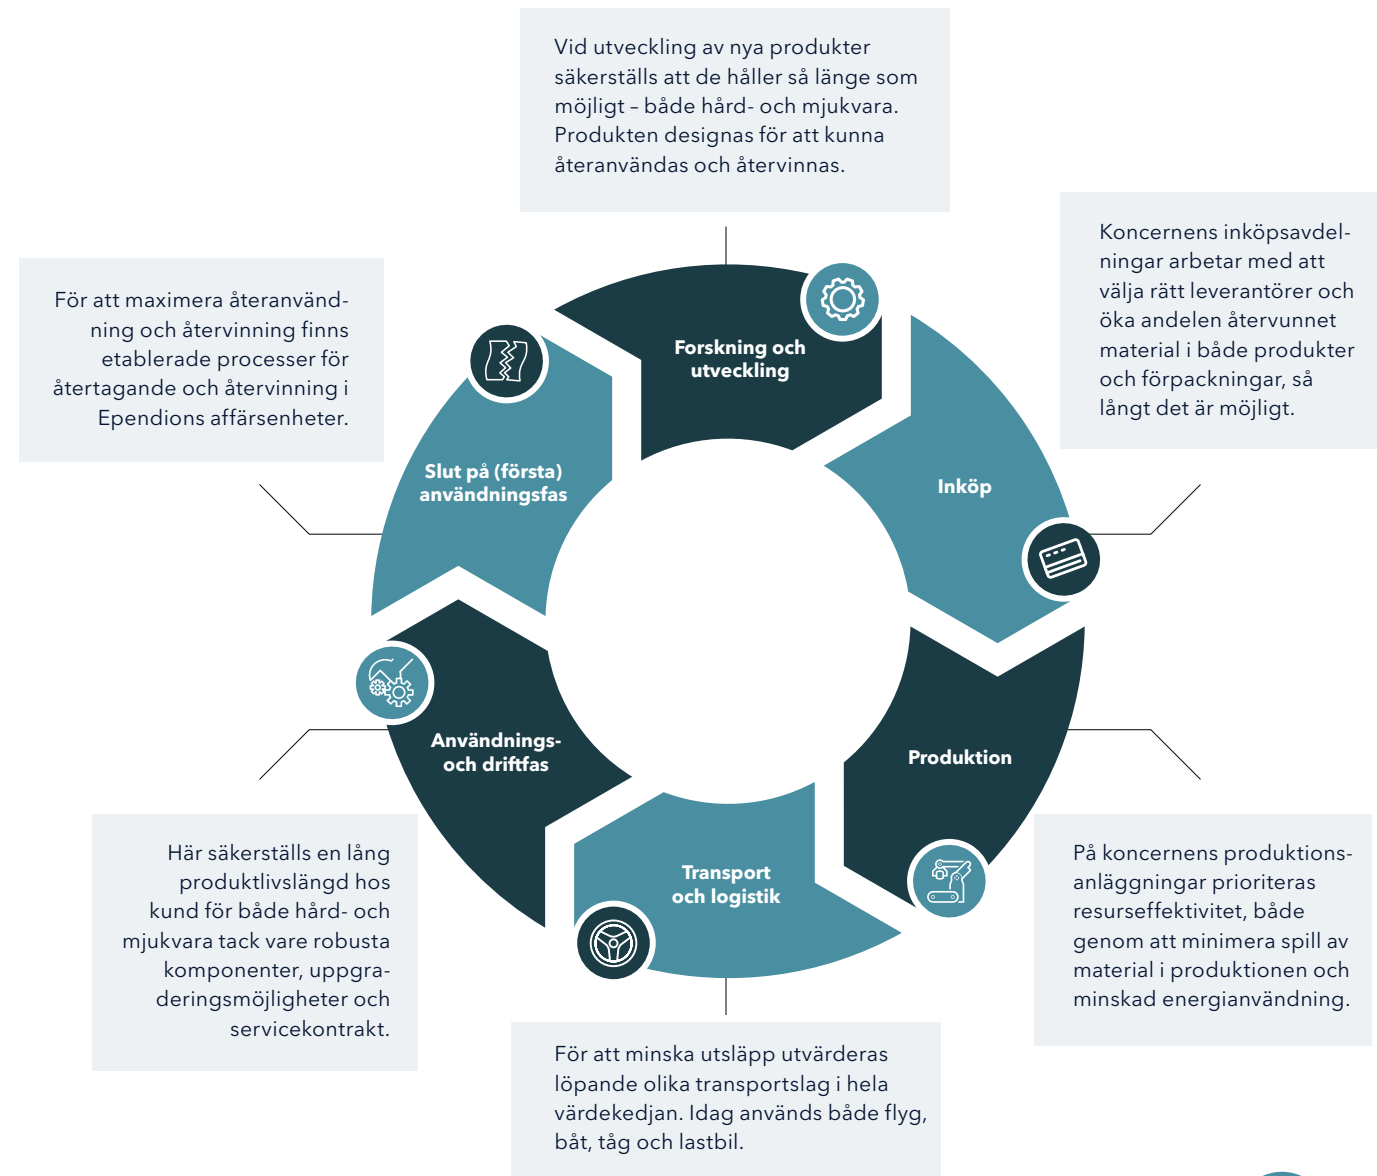 Vid utveckling av nya produkter
säkerställs att de håller så länge som
möjligt – både hård- och mjukvara.
Produkten designas för att kunna
återanvändas och återvinnas.
Koncernens inköpsavdel-
ningar arbetar med att
välja rätt leverantörer och
öka andelen återvunnet
material i både produkter
och förpackningar, så
långt det är möjligt.
För att maximera återanvänd-
ning och återvinning finns
etablerade processer för
återtagande och återvinning i
Ependions affärsenheter.
Forskning och
utveckling
Slut på (första)
användningsfas
Inköp
Användnings-
och driftfas
Produktion
Transport
och logistik
Här säkerställs en lång
produktlivslängd hos
kund för både hård- och
mjukvara tack vare robusta
komponenter, uppgra-
deringsmöjligheter och
servicekontrakt.
På koncernens produktions-
anläggningar prioriteras
resurseffektivitet, både
genom att minimera spill av
material i produktionen och
minskad energianvändning.
För att minska utsläpp utvärderas
löpande olika transportslag i hela
värdekedjan. Idag används både flyg,
båt, tåg och lastbil.